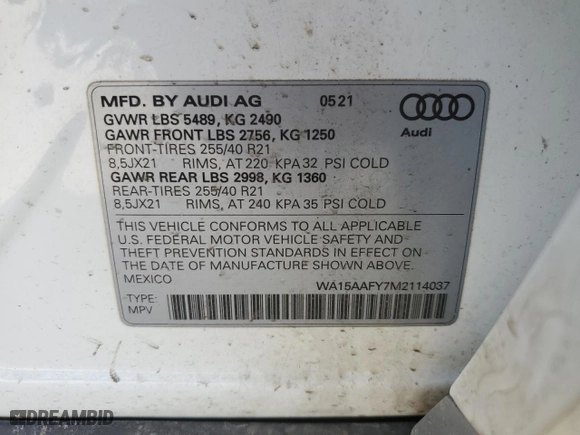 MFD. BY AUDI AG 05 21
GVWR LBS 5489, KG 2490
GAWR FRONT LBS 2756, KG 1250
FRONT-TIRES 255/40 R21
8,5JX21 RIMS, AT 220 KPA 32 PSI COLD
GAWR REAR LBS 2998, KG 1360
REAR-TIRES 255/40 R21
8,5JX21 RIMS, AT 240 KPA 35 PSI COLD
Audi
THIS VEHICLE CONFORMS TO ALL APPLICABLE
U.S. FEDERAL MOTOR VEHICLE SAFETY AND
THEFT PREVENTION STANDARDS IN EFFECT ON
THE DATE OF MANUFACTURE SHOWN ABOVE.
MEXICO
WA15AAFY7M2114037
TYPE:
MPV
DREAMBID